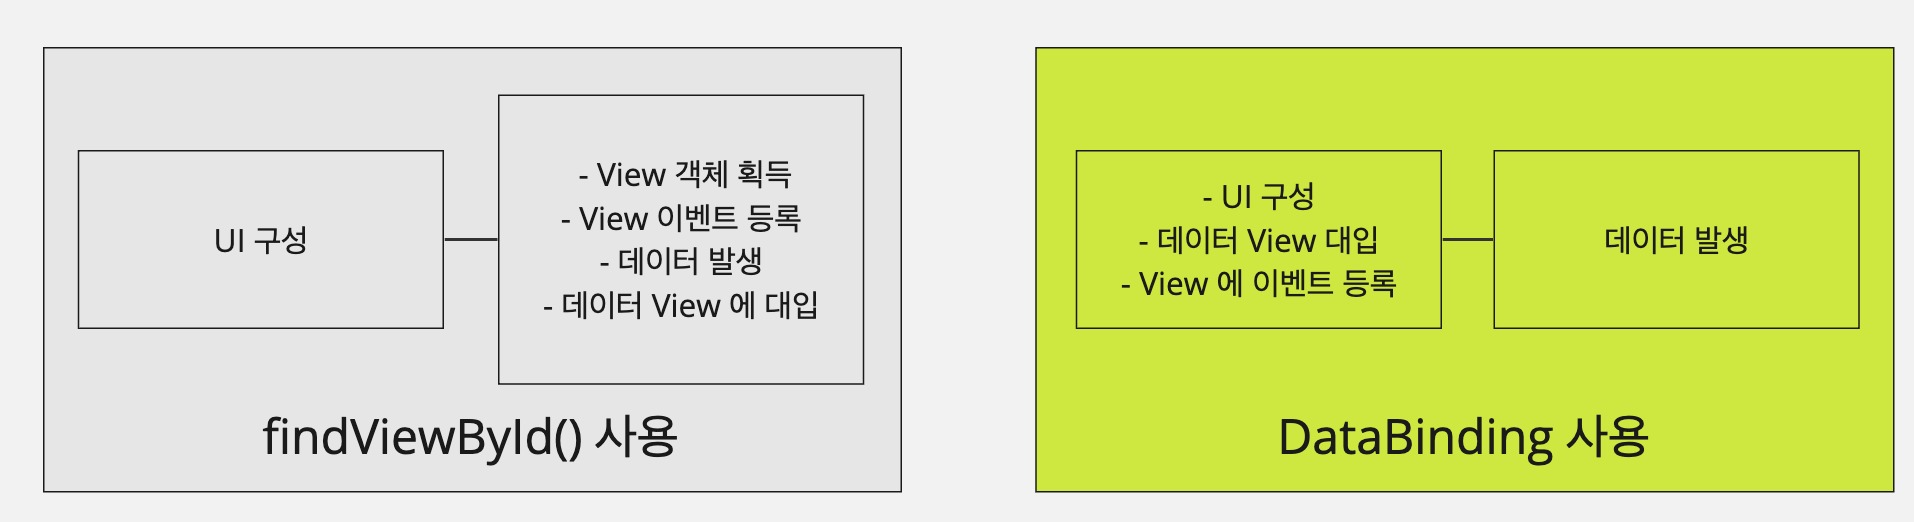 UI 구성
- View 객체 획득
- View 이벤트 등록
- 데이터 발생
- 데이터 View 에 대입
findViewById() 사용
- UI 구성
- 데이터 View 대입
- View 에 이벤트 등록
데이터 발생
DataBinding 사용